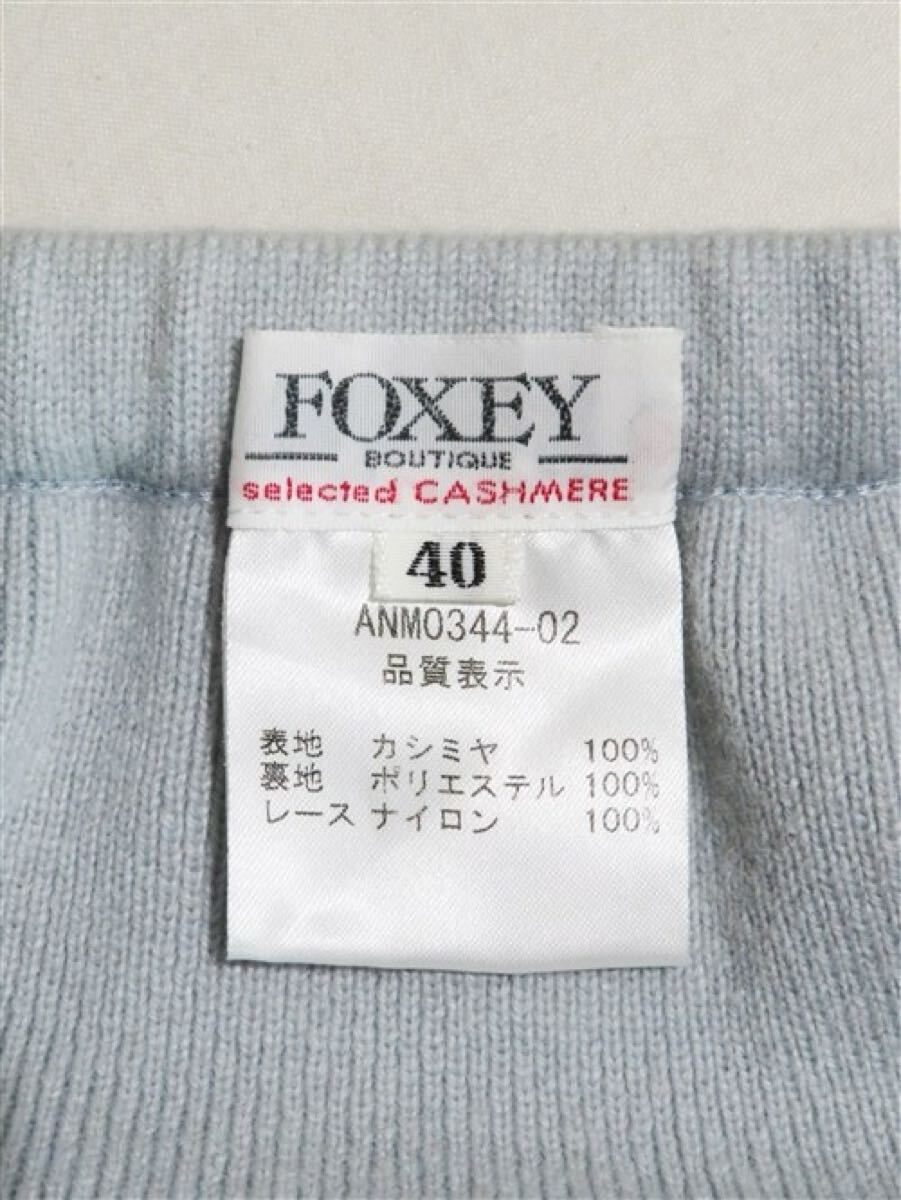 FOXEY
BOUTIQUE
selected CASHMERE
40
ANM0344-02
品質表示
表地 カシミヤ 100%
裏地 ポリエステル 100%
レース ナイロン 100%